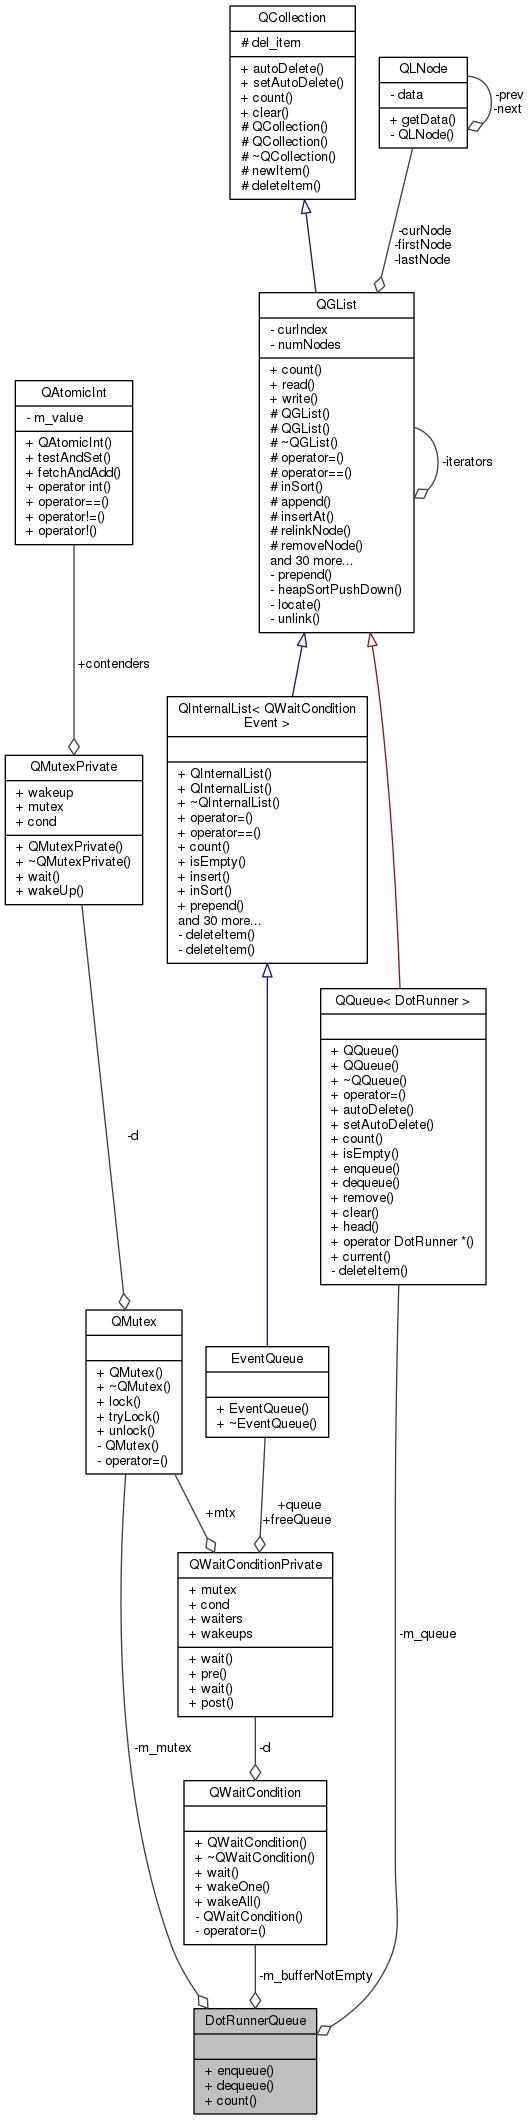 QCollection
# del_item
+ autoDelete()
+ setAutoDelete()
+ count()
+ clear()
# QCollection()
# QCollection()
# ~QCollection()
# newItem()
# deleteItem()
QLNode
- data
+ getData()
- QLNode()
-prev
-next
-curNode
-firstNode
-lastNode
QGList
- curIndex
- numNodes
+ count()
+ read()
+ write()
# QGList()
# QGList()
# ~QGList()
# operator=()
# operator==()
# inSort()
# append()
# insertAt()
# relinkNode()
# removeNode()
and 30 more...
- prepend()
- heapSortPushDown()
- locate()
- unlink()
-iterators
QAtomicInt
- m_value
+ QAtomicInt()
+ testAndSet()
+ fetchAndAdd()
+ operator int()
+ operator==()
+ operator!=()
+ operator!()
+contenders
QMutexPrivate
+ wakeup
+ mutex
+ cond
+ QMutexPrivate()
+ ~QMutexPrivate()
+ wait()
+ wakeUp()
QInternalList< QWaitCondition
Event >
+ QInternalList()
+ QInternalList()
+ ~QInternalList()
+ operator=()
+ operator==()
+ count()
+ isEmpty()
+ insert()
+ inSort()
+ prepend()
and 30 more...
- deleteItem()
- deleteItem()
QQueue< DotRunner >
+ QQueue()
+ QQueue()
+ ~QQueue()
+ operator=()
+ autoDelete()
+ setAutoDelete()
+ count()
+ isEmpty()
+ enqueue()
+ dequeue()
+ remove()
+ clear()
+ head()
+ operator DotRunner *()
+ current()
- deleteItem()
-d
QMutex
+ QMutex()
+ ~QMutex()
+ lock()
+ tryLock()
+ unlock()
- QMutex()
- operator=()
EventQueue
+ EventQueue()
+ ~EventQueue()
+mtx
+queue
+freeQueue
QWaitConditionPrivate
+ mutex
+ cond
+ waiters
+ wakeups
+ wait()
+ pre()
+ wait()
+ post()
-m_queue
-m_mutex
-d
QWaitCondition
+ QWaitCondition()
+ ~QWaitCondition()
+ wait()
+ wakeOne()
+ wakeAll()
- QWaitCondition()
- operator=()
-m_bufferNotEmpty
DotRunnerQueue
+ enqueue()
+ dequeue()
+ count()